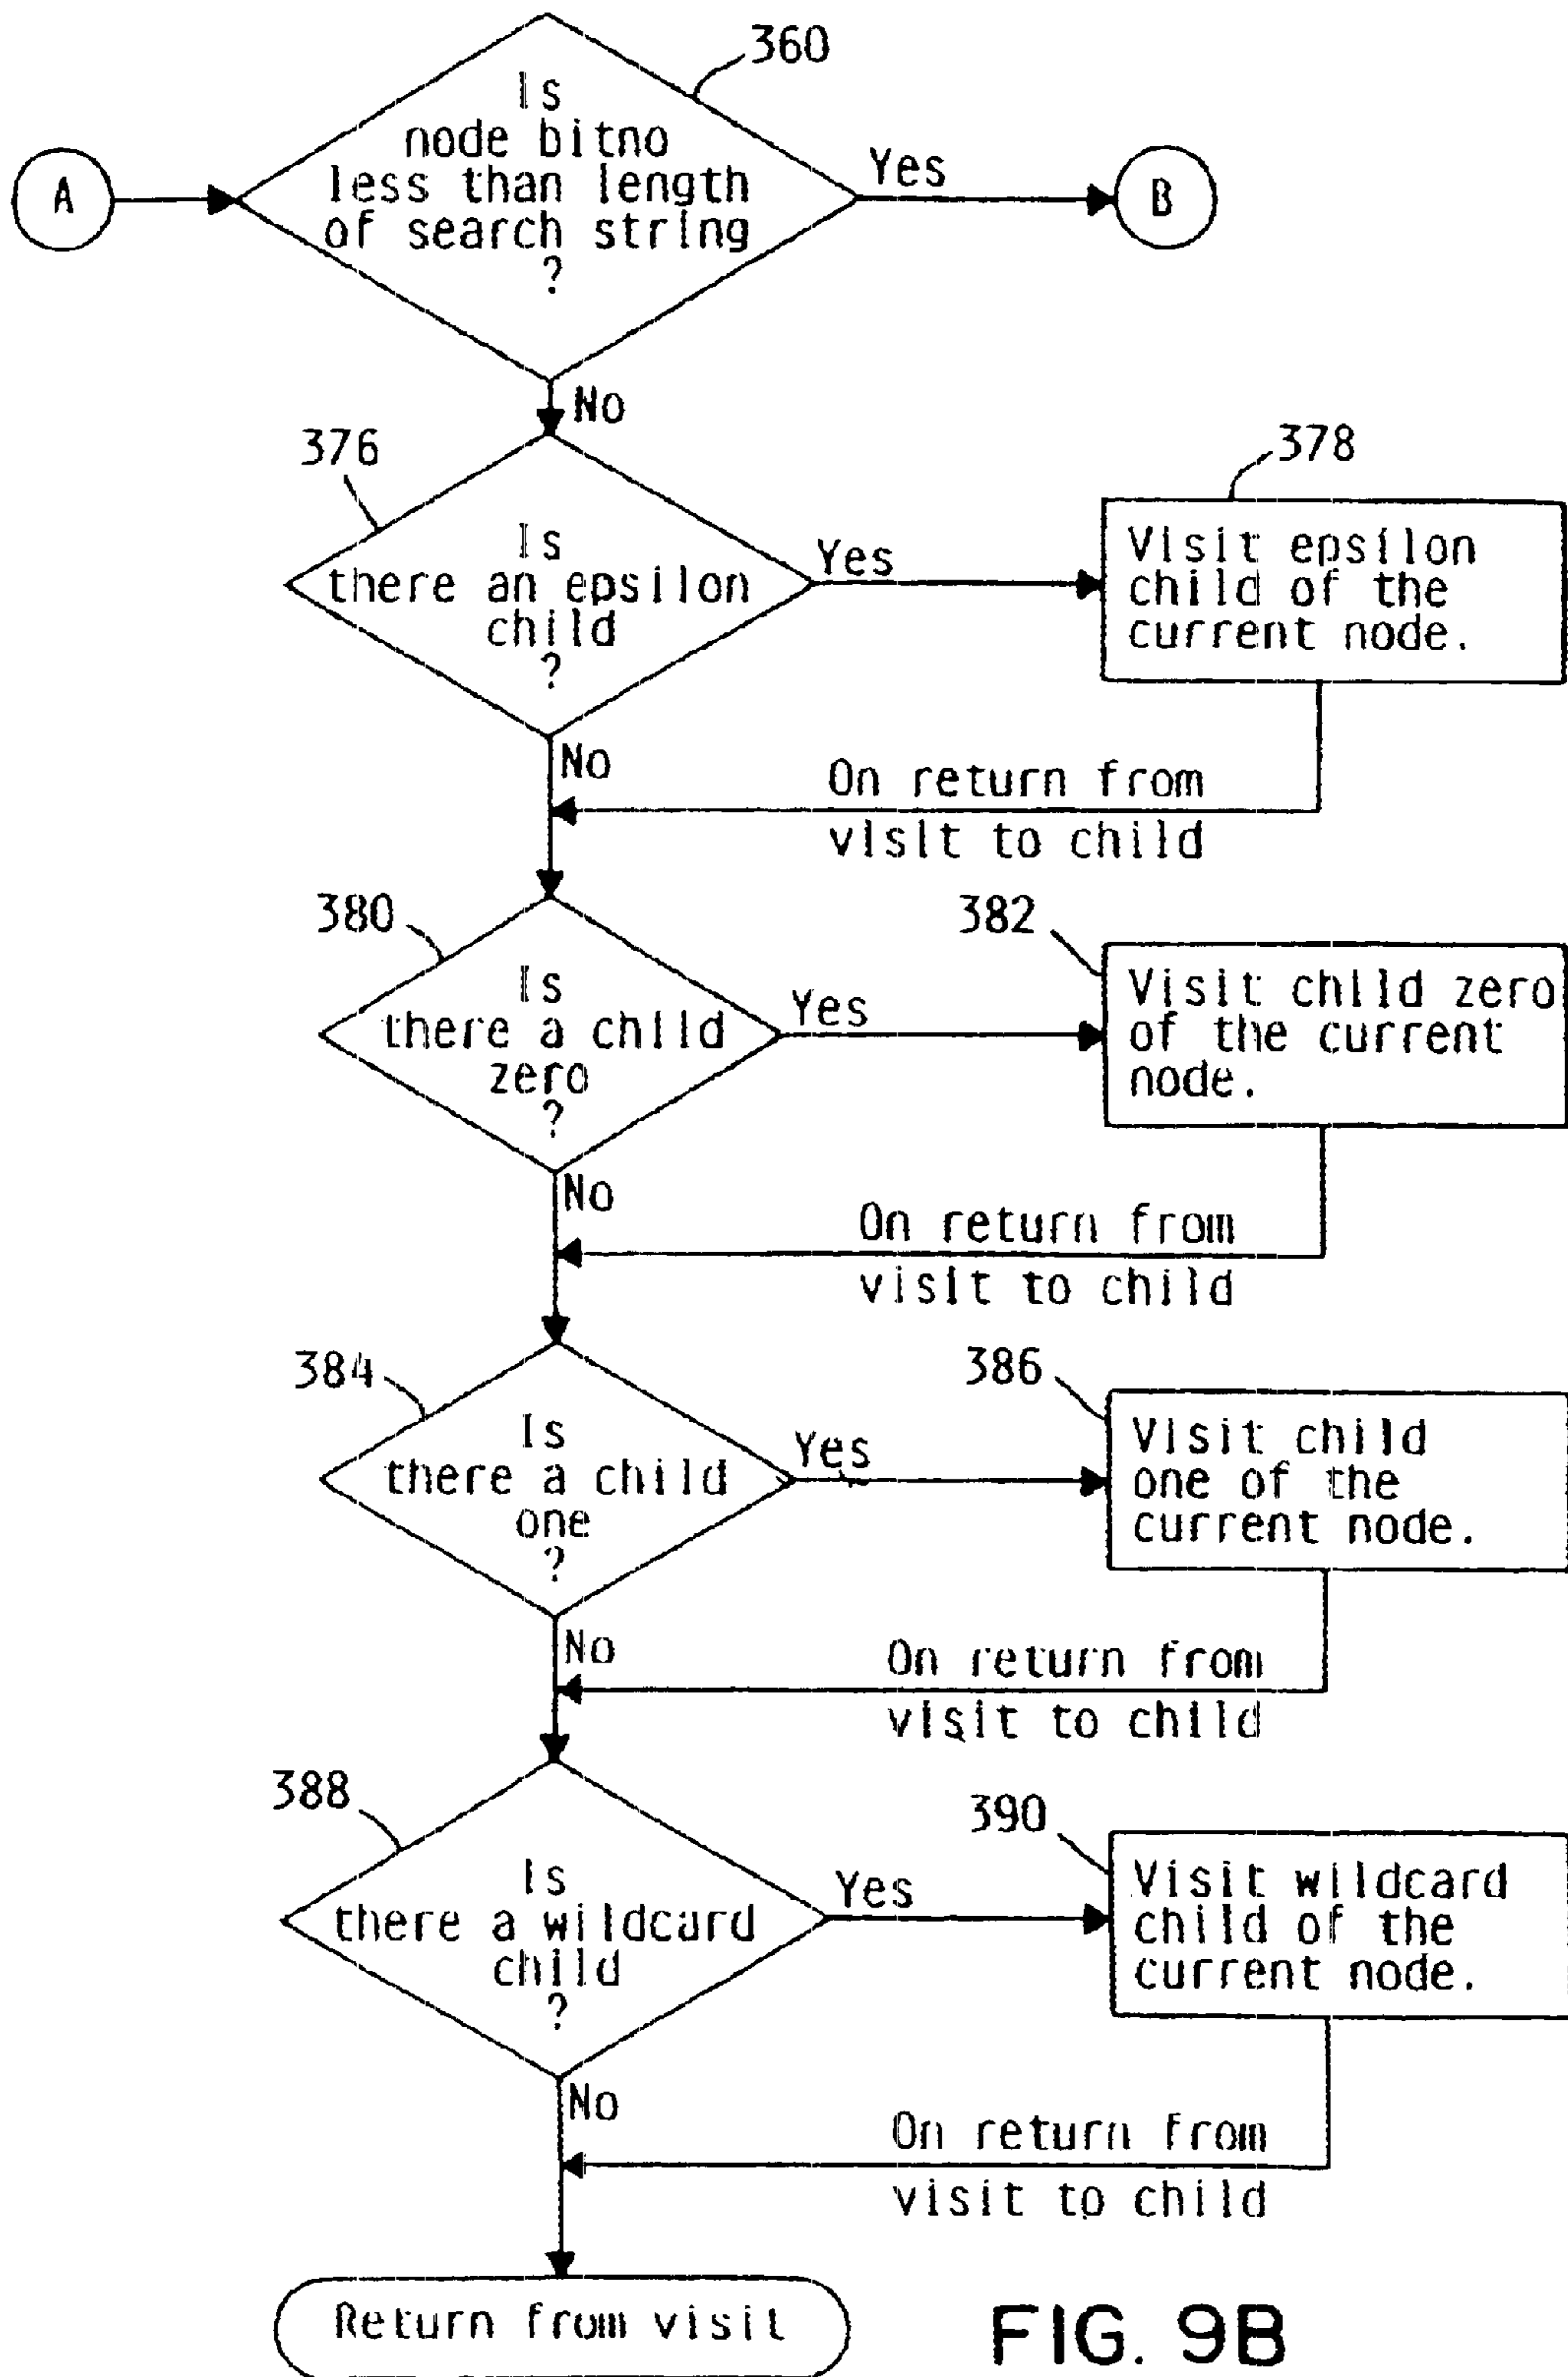 360
Is
node bitno
less than length
of search string
?
A
Yes
B
No
376
Is
there an epsilon
child
?
Yes
378
Visit epsilon
child of the
current node.
No
On return from
visit to child
380
Is
there a child
zero
?
Yes
382
Visit child zero
of the current
node.
No
On return from
visit to child
384
Is
there a child
one
?
Yes
386
Visit child
one of the
current node.
No
On return from
visit to child
388
Is
there a wildcard
child
?
Yes
390
Visit wildcard
child of the
current node.
No
On return from
visit to child
Return from visit
FIG. 9B